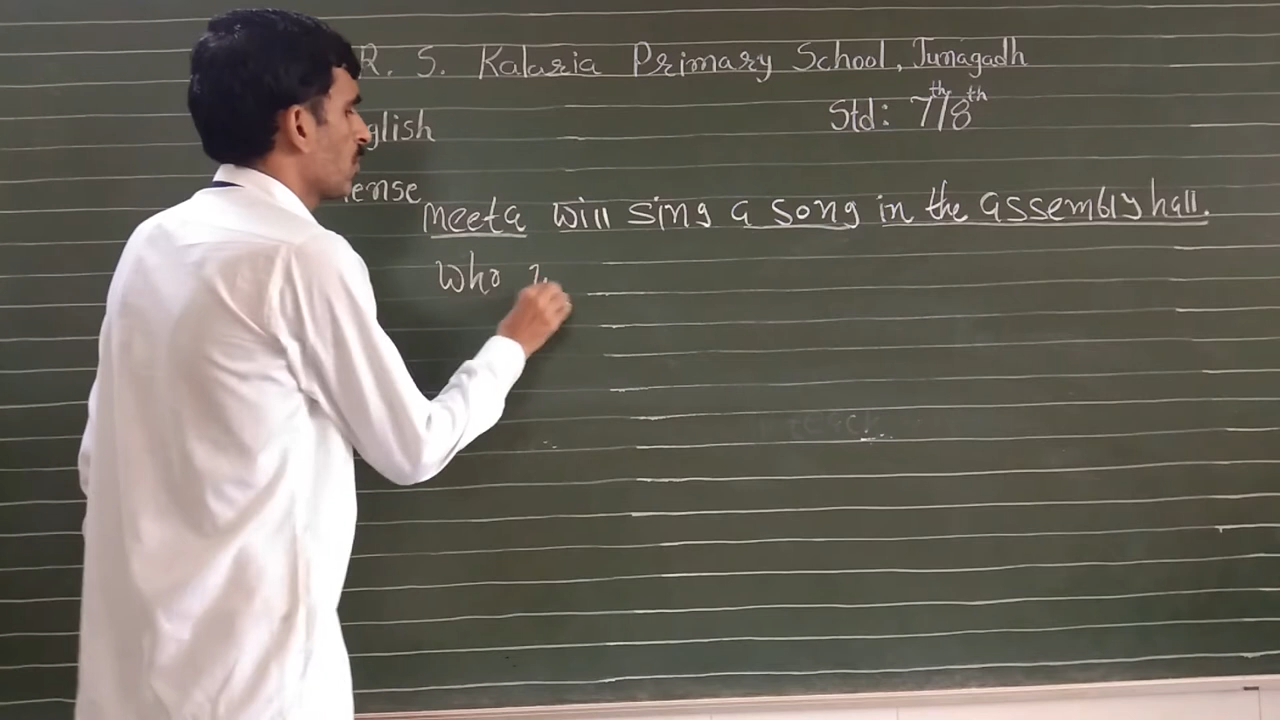 R. S. Kalaria Primary School, Junagadh
glish
Std: 7th/8th
ense
Meeta will sing a song in the assembly hall.
Who